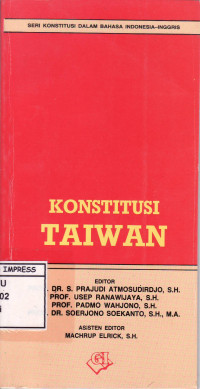 SERI KONSTITUSI DALAM BAHASA INDONESIA–INGGRIS
KONSTITUSI
TAIWAN
IMPRESS
U
02
EDITOR
DR. S. PRAJUDI ATMOSUDIRDJO, S.H.
PROF. USEP RANAWIJAYA, S.H.
PROF. PADMO WAHJONO, S.H.
DR. SOERJONO SOEKANTO, S.H., M.A.
ASISTEN EDITOR
MACHRUP ELRICK, S.H.